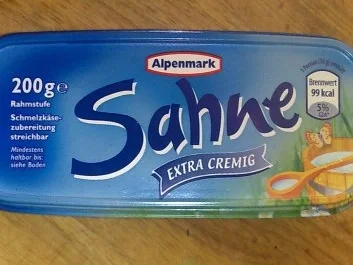 Alpenmark
Sahne
EXTRA CREMIG
200g℮
Rahmstufe
Schmelzkäse-
zubereitung
streichbar
Mindestens
haltbar bis:
siehe Boden
Brennwert
99 kcal
5%